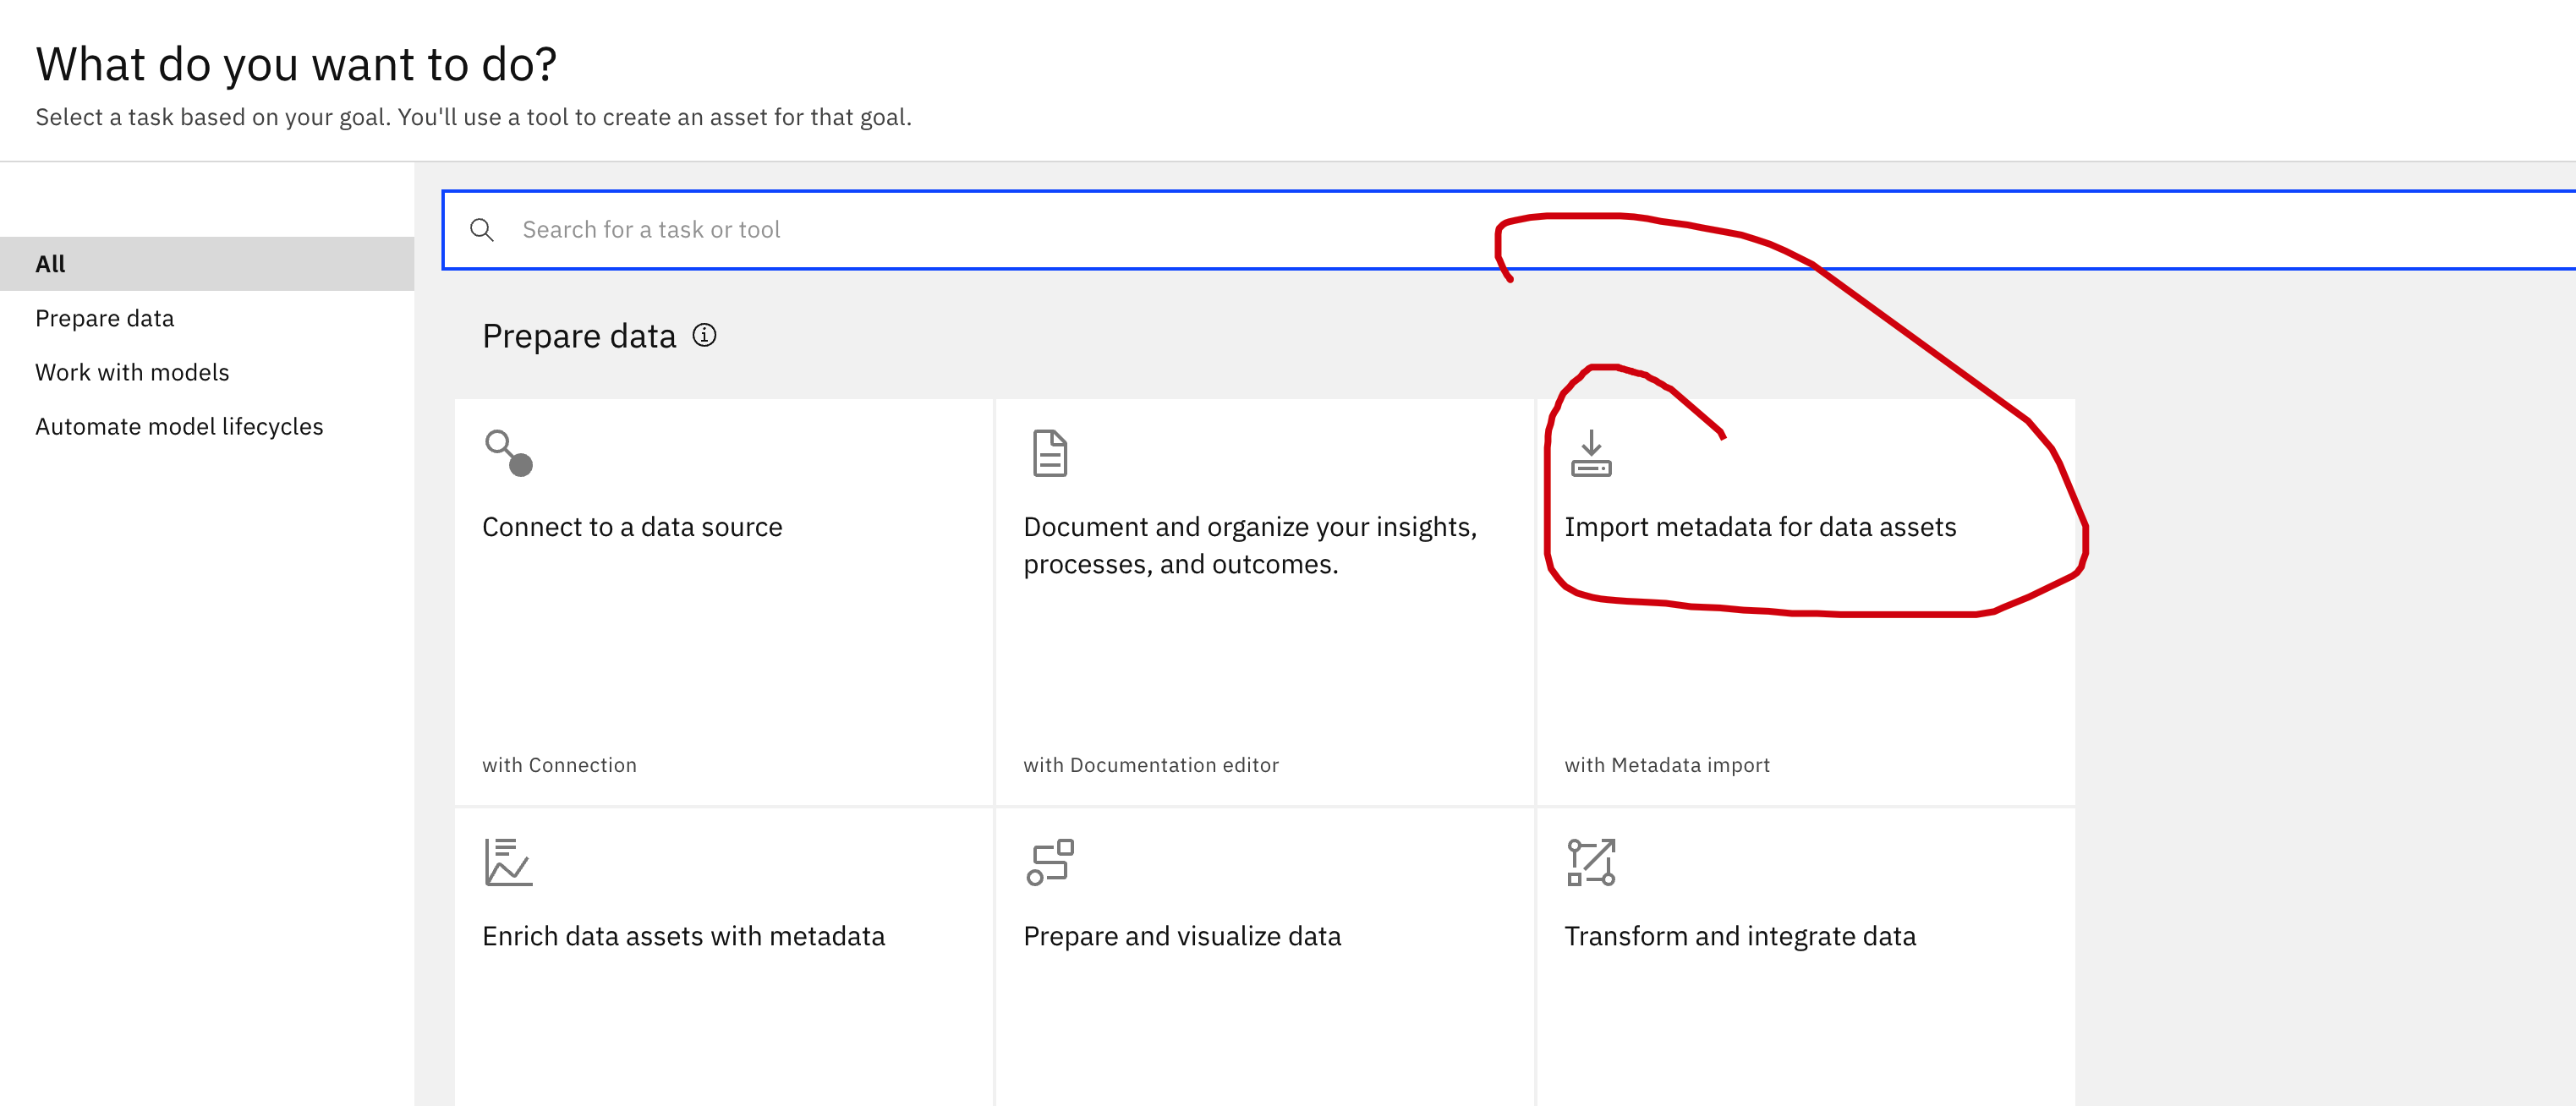 What do you want to do?
Select a task based on your goal. You'll use a tool to create an asset for that goal.
All
Prepare data
Work with models
Automate model lifecycles
Search for a task or tool
Prepare data
Connect to a data source
with Connection
Document and organize your insights,
processes, and outcomes.
with Documentation editor
Import metadata for data assets
with Metadata import
Enrich data assets with metadata
Prepare and visualize data
Transform and integrate data